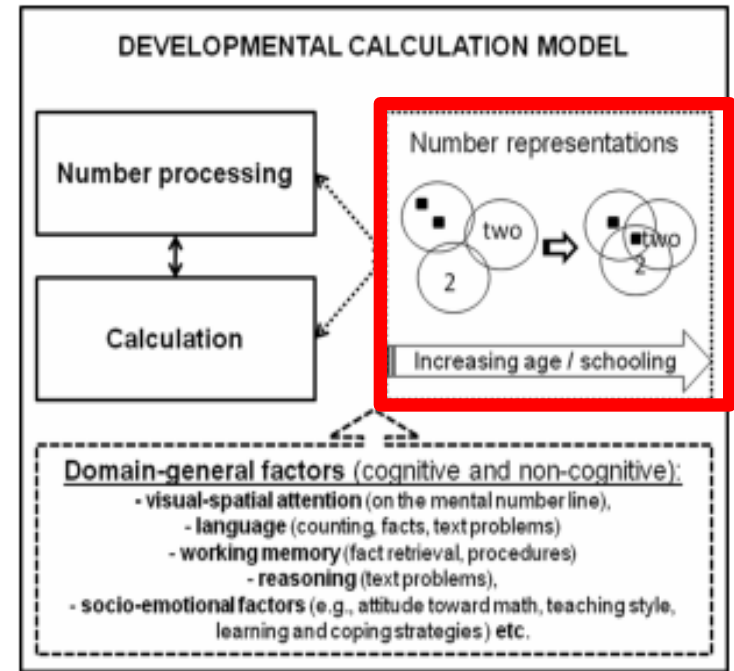 DEVELOPMENTAL CALCULATION MODEL
Number processing
Calculation
Number representations
two
2
two
2
Increasing age / schooling
Domain-general factors (cognitive and non-cognitive):
- visual-spatial attention (on the mental number line),
- language (counting, facts, text problems)
- working memory (fact retrieval, procedures)
- reasoning (text problems),
- socio-emotional factors (e.g., attitude toward math, teaching style,
learning and coping strategies) etc.